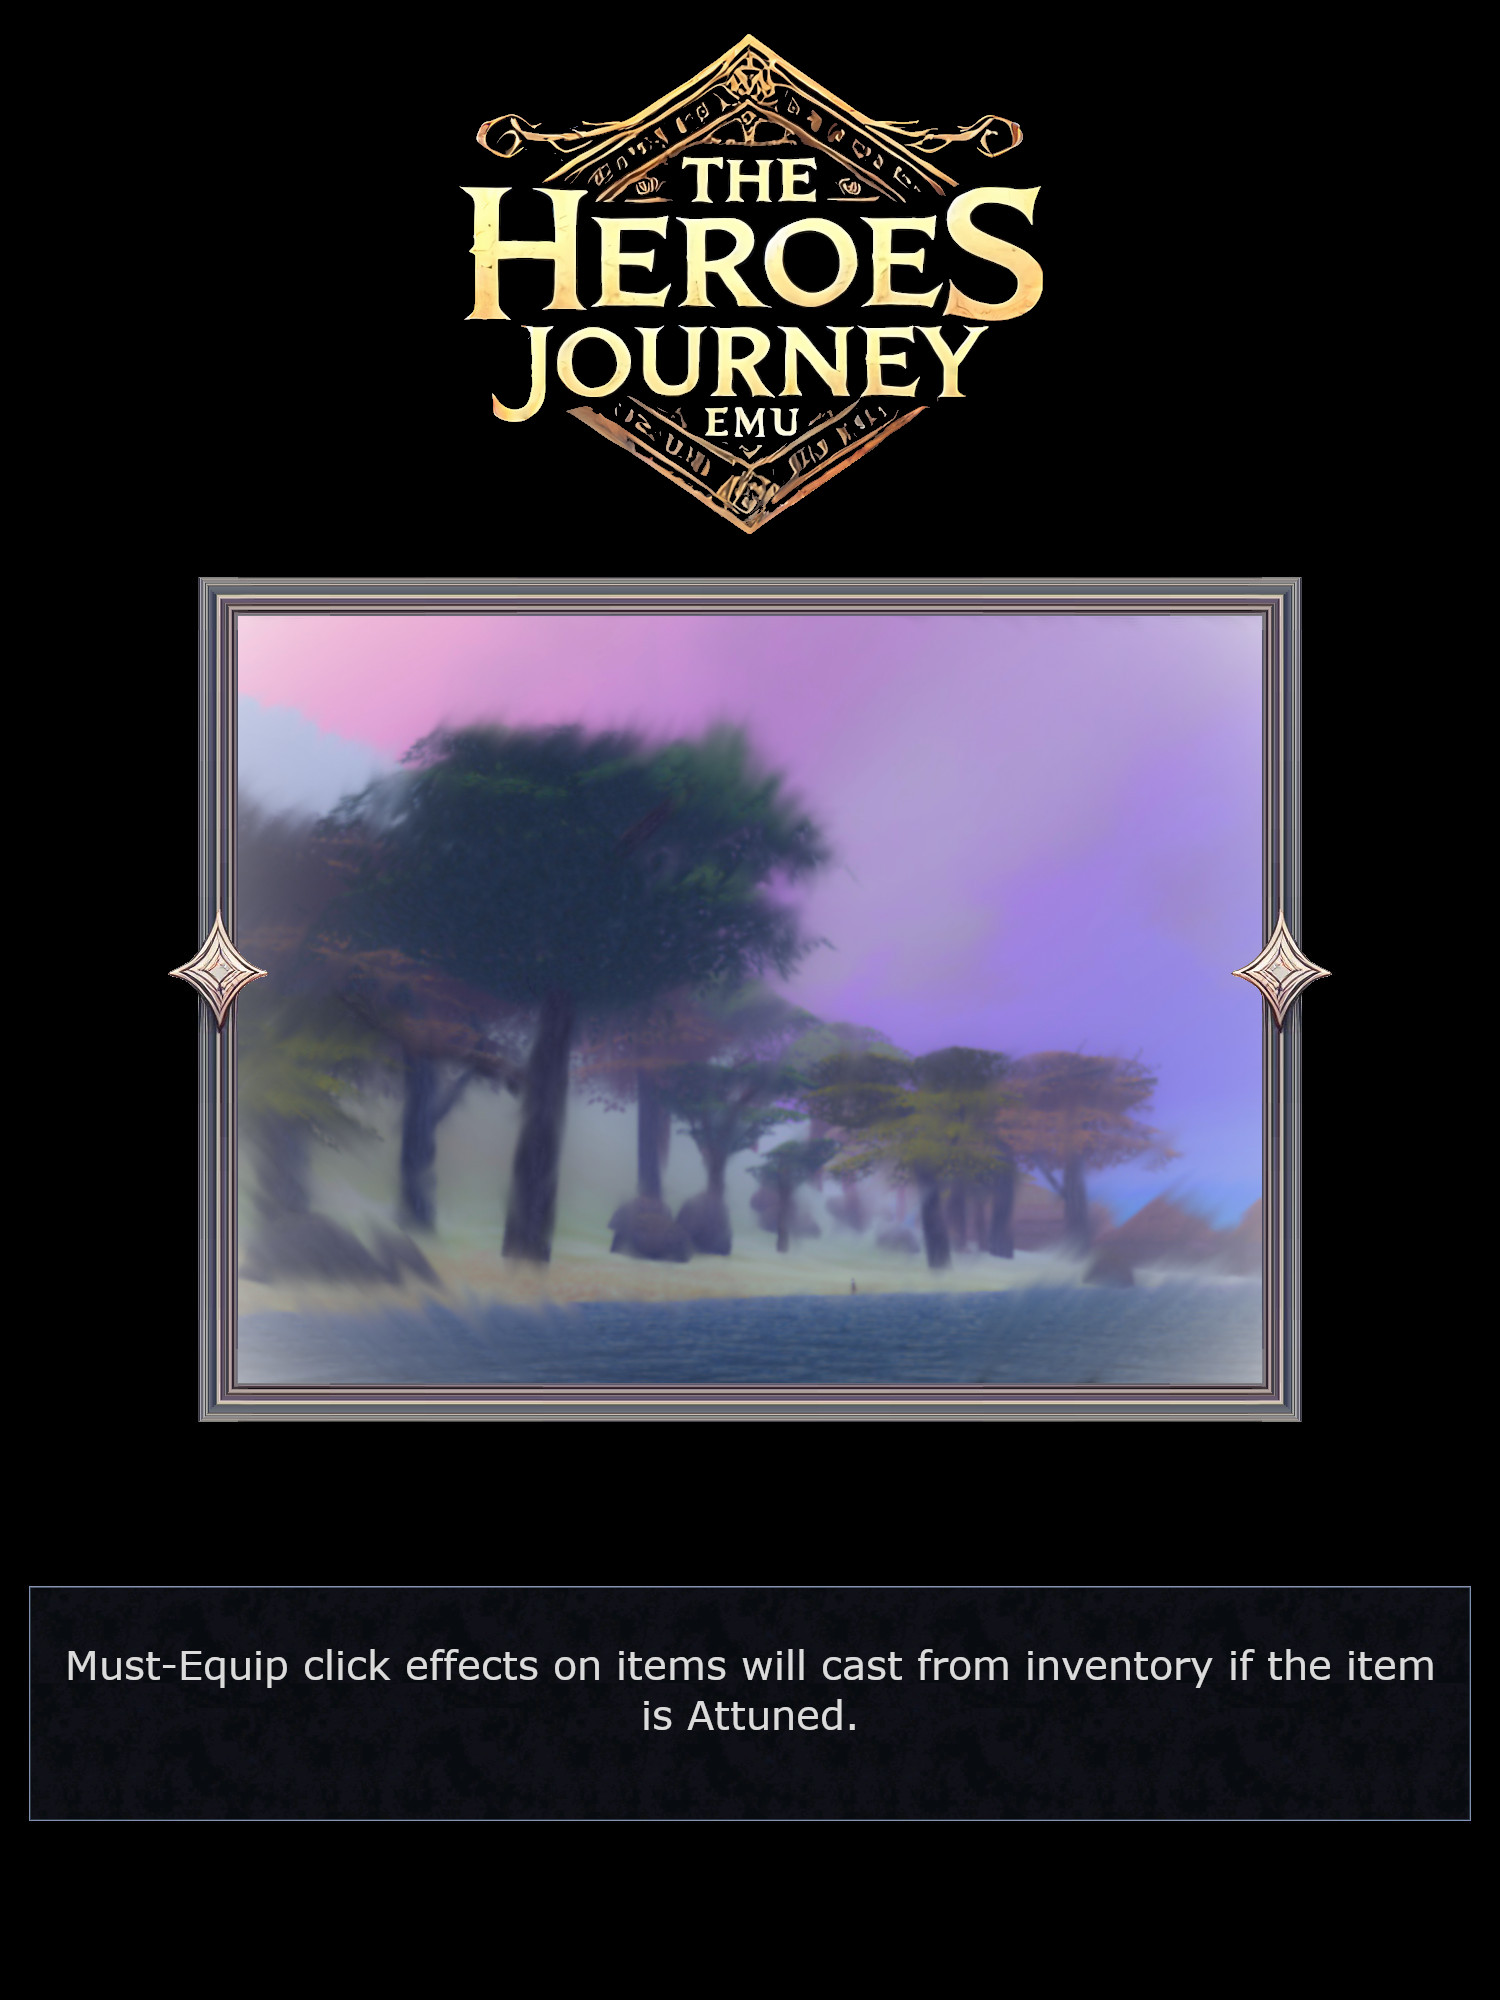 THE
HEROES
JOURNEY
EMU
Must-Equip click effects on items will cast from inventory if the item
is Attuned.